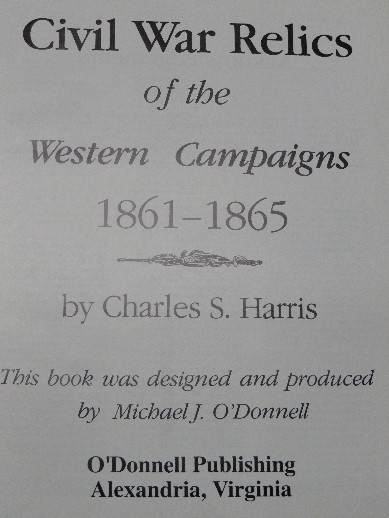 Civil War Relics
of the
Western Campaigns
1861–1865
by Charles S. Harris
This book was designed and produced
by Michael J. O'Donnell
O'Donnell Publishing
Alexandria, Virginia